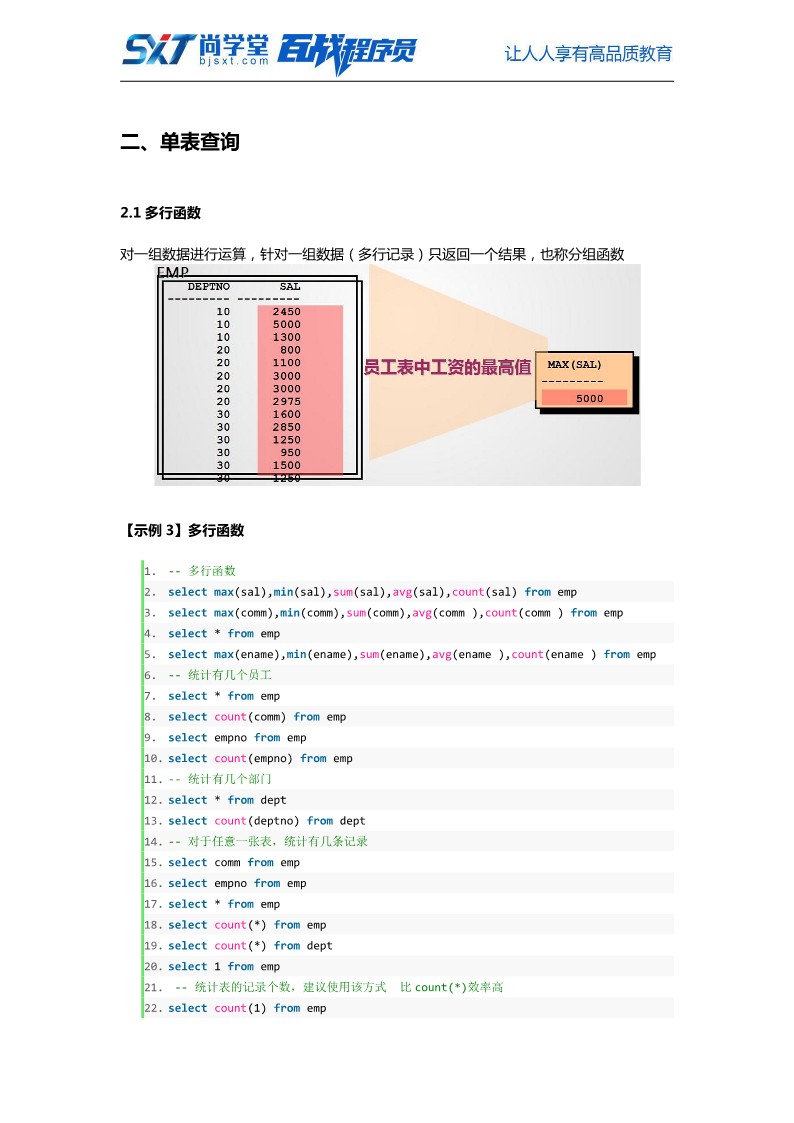 SXT 尚学堂 百战程序员 让人人享有高品质教育
bjsxt.com
二、单表查询
2.1 多行函数
对一组数据进行运算，针对一组数据（多行记录）只返回一个结果，也称分组函数
EMP
DEPTNO SAL
--------- ---------
10 2450
10 5000
10 1300
20 800
20 1100
20 3000
20 3000
20 2975
30 1600
30 2850
30 1250
30 950
30 1500
30 1250
员工表中工资的最高值
MAX(SAL)
---------
5000
【示例 3】多行函数
1. -- 多行函数
2. select max(sal),min(sal),sum(sal),avg(sal),count(sal) from emp
3. select max(comm),min(comm),sum(comm),avg(comm ),count(comm ) from emp
4. select * from emp
5. select max(ename),min(ename),sum(ename),avg(ename ),count(ename ) from emp
6. -- 统计有几个员工
7. select * from emp
8. select count(comm) from emp
9. select empno from emp
10. select count(empno) from emp
11. -- 统计有几个部门
12. select * from dept
13. select count(deptno) from dept
14. -- 对于任意一张表，统计有几条记录
15. select comm from emp
16. select empno from emp
17. select * from emp
18. select count(*) from emp
19. select count(*) from dept
20. select 1 from emp
21. -- 统计表的记录个数，建议使用该方式 比 count(*)效率高
22. select count(1) from emp